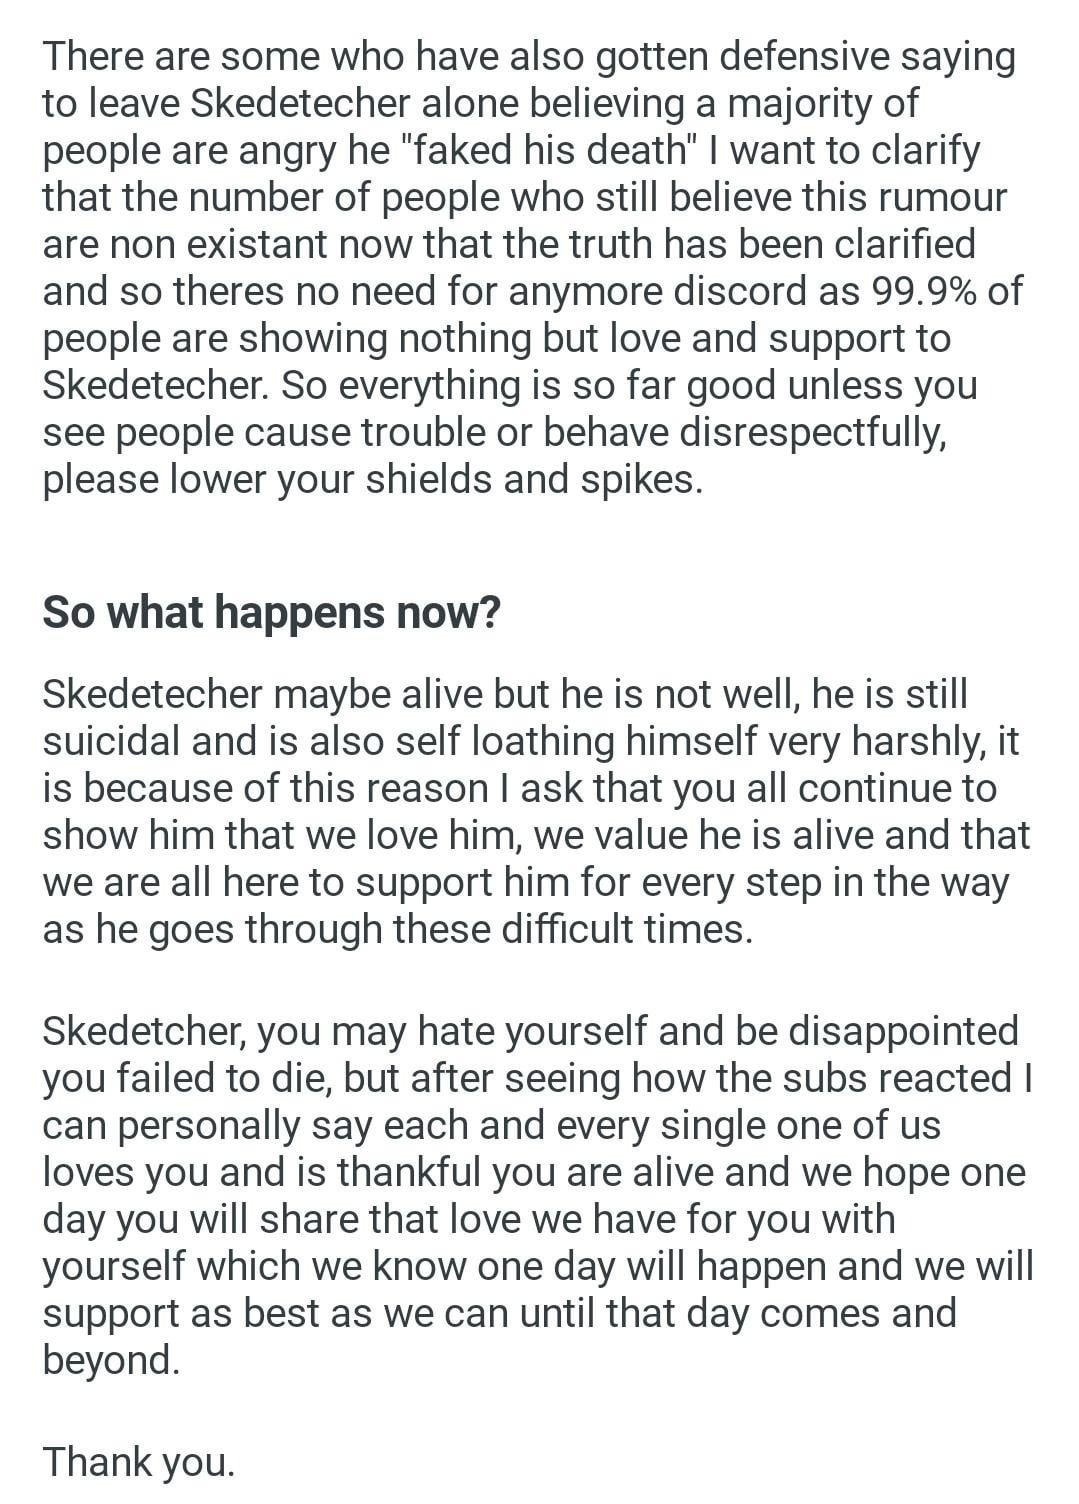 There are some who have also gotten defensive saying
to leave Skedetecher alone believing a majority of
people are angry he "faked his death" I want to clarify
that the number of people who still believe this rumour
are non existant now that the truth has been clarified
and so theres no need for anymore discord as 99.9% of
people are showing nothing but love and support to
Skedetecher. So everything is so far good unless you
see people cause trouble or behave disrespectfully,
please lower your shields and spikes.
So what happens now?
Skedetecher maybe alive but he is not well, he is still
suicidal and is also self loathing himself very harshly, it
is because of this reason I ask that you all continue to
show him that we love him, we value he is alive and that
we are all here to support him for every step in the way
as he goes through these difficult times.
Skedetcher, you may hate yourself and be disappointed
you failed to die, but after seeing how the subs reacted I
can personally say each and every single one of us
loves you and is thankful you are alive and we hope one
day you will share that love we have for you with
yourself which we know one day will happen and we will
support as best as we can until that day comes and
beyond.
Thank you.